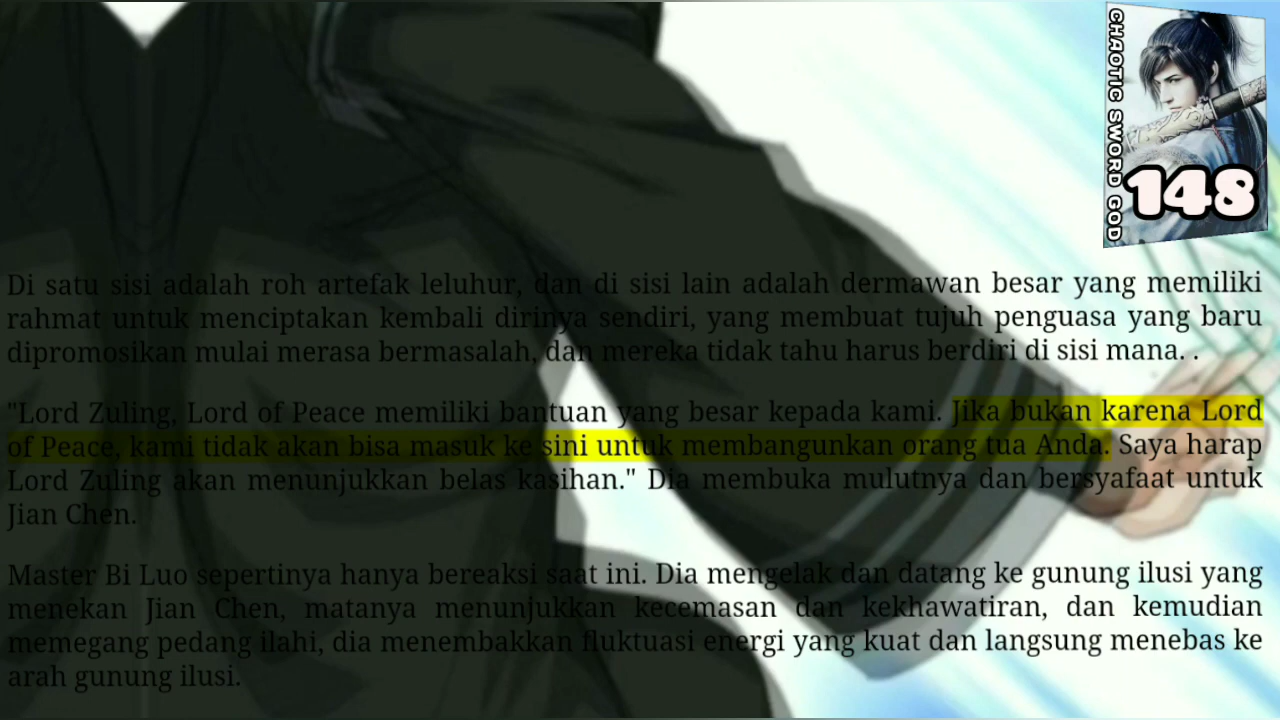 CHAOTIC SWORD GOD
148
Di satu sisi adalah roh artefak leluhur, dan di sisi lain adalah dermawan besar yang memiliki
rahmat untuk menciptakan kembali dirinya sendiri, yang membuat tujuh penguasa yang baru
dipromosikan mulai merasa bermasalah, dan mereka tidak tahu harus berdiri di sisi mana. .
"Lord Zuling, Lord of Peace memiliki bantuan yang besar kepada kami. Jika bukan karena Lord
of Peace, kami tidak akan bisa masuk ke sini untuk membangunkan orang tua Anda. Saya harap
Lord Zuling akan menunjukkan belas kasihan." Dia membuka mulutnya dan bersyafaat untuk
Jian Chen.
Master Bi Luo sepertinya hanya bereaksi saat ini. Dia mengelak dan datang ke gunung ilusi yang
menekan Jian Chen, matanya menunjukkan kecemasan dan kekhawatiran, dan kemudian
memegang pedang ilahi, dia menembakkan fluktuasi energi yang kuat dan langsung menebas ke
arah gunung ilusi.